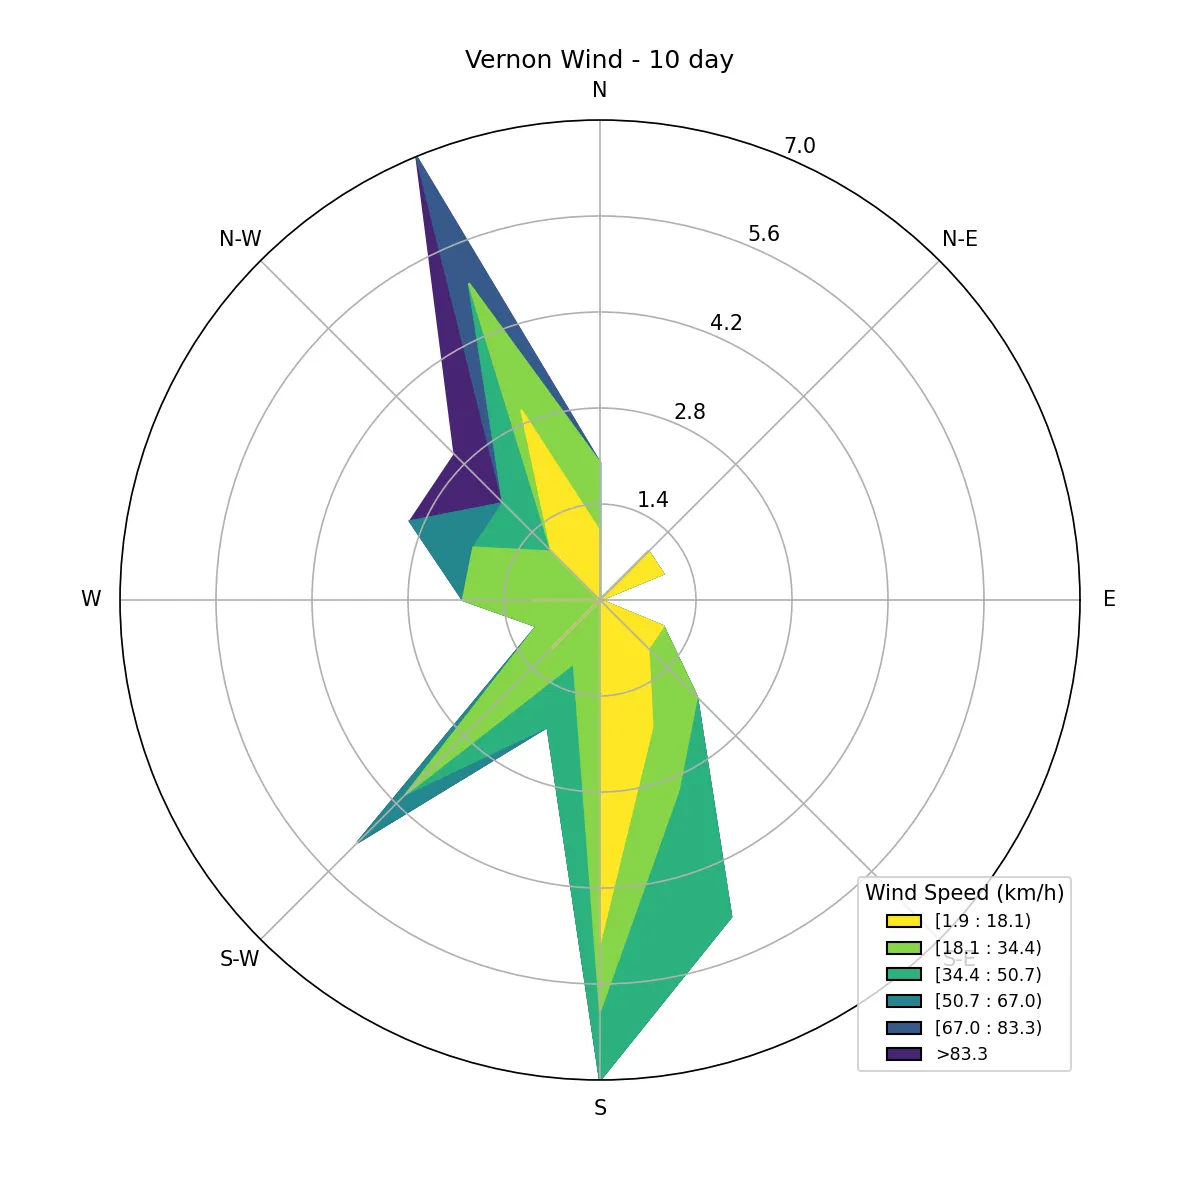 Vernon Wind - 10 day
N
7.0
N-W
5.6
N-E
4.2
2.8
1.4
W
E
Wind Speed (km/h)
[1.9 : 18.1)
[18.1 : 34.4)
S-W
S-E
[34.4 : 50.7)
[50.7 : 67.0)
[67.0 : 83.3)
>83.3
S